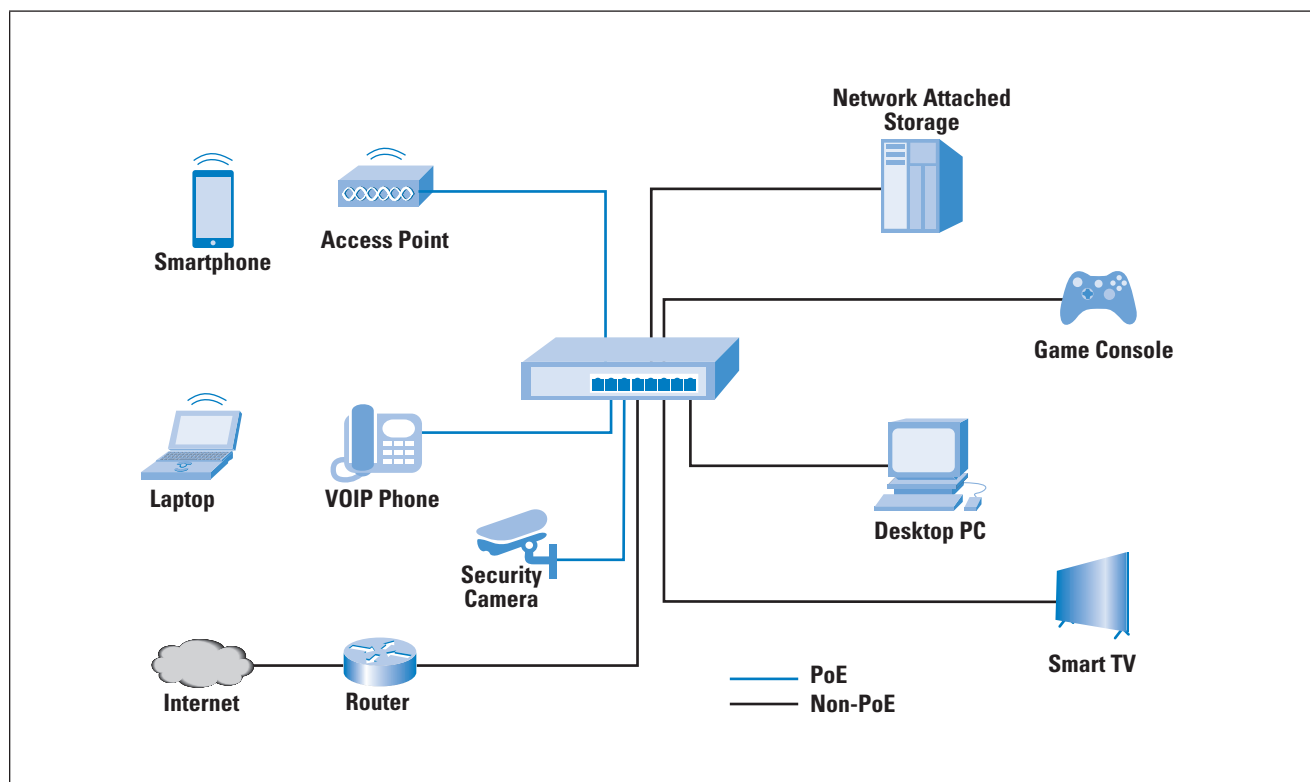 Network Attached
Storage
Smartphone
Access Point
Game Console
Laptop
VOIP Phone
Desktop PC
Security
Camera
Internet
Router
Smart TV
PoE
Non-PoE